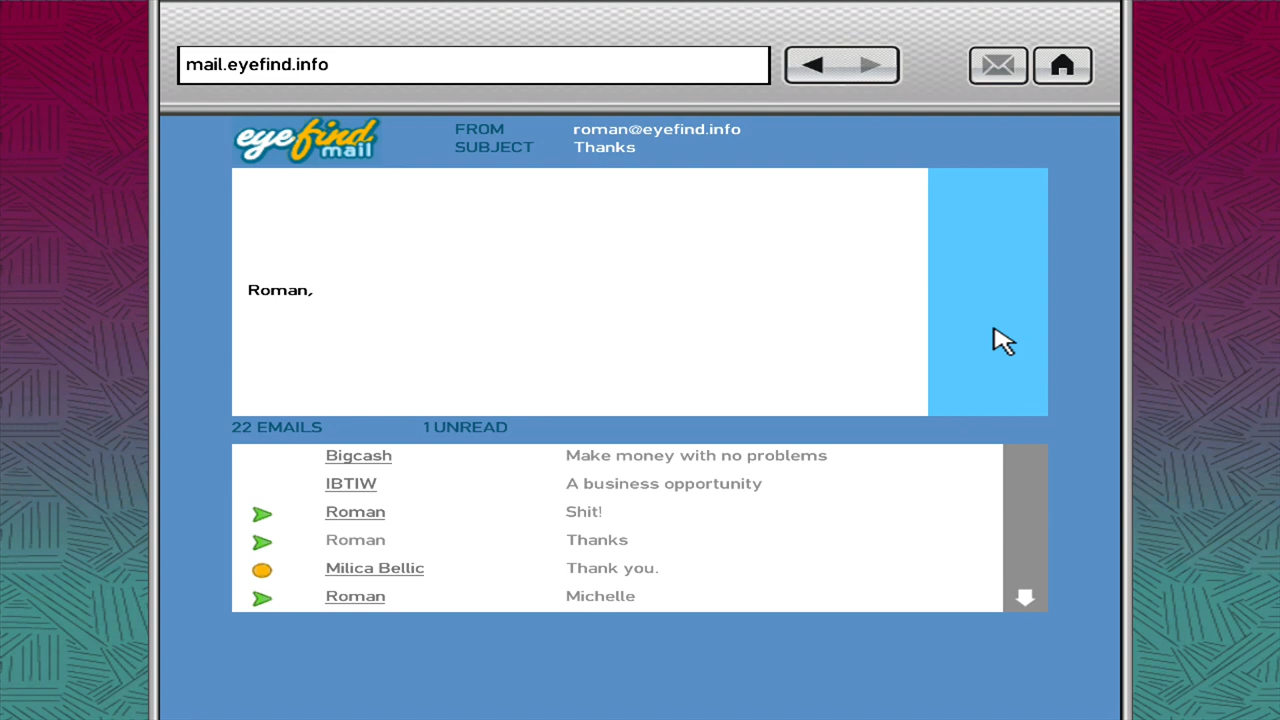 mail.eyefind.info
eyefind mail
FROM roman@eyefind.info
SUBJECT Thanks
Roman,
22 EMAILS 1 UNREAD
Bigcash Make money with no problems
IBTIW A business opportunity
Roman Shit!
Roman Thanks
Milica Bellic Thank you.
Roman Michelle